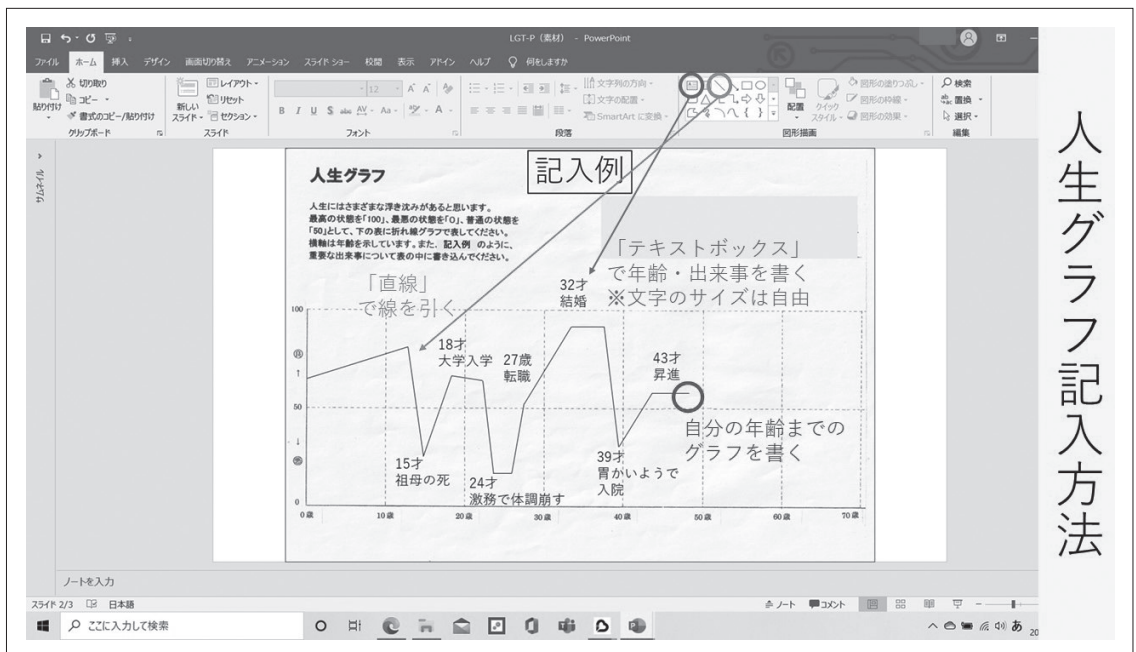 LGT-P（素材） - PowerPoint
ファイル ホーム 挿入 デザイン 画面切り替え アニメーション スライド ショー 校閲 表示 アドイン ヘルプ 何をしますか
貼り付け
切り取り
コピー
書式のコピー/貼り付け
クリップボード
新しい
スライド
レイアウト
リセット
セクション
スライド
12
B I U S abc AV Aa A
フォント
文字列の方向
文字の配置
SmartArt に変換
段落
配置
クイック
スタイル
図形の塗りつぶし
図形の枠線
図形の効果
図形描画
検索
置換
選択
編集
サムネイル
人生グラフ
記入例
人生にはさまざまな浮き沈みがあると思います。
最高の状態を「100」、最悪の状態を「0」、普通の状態を
「50」として、下の表に折れ線グラフで表してください。
横軸は年齢を示しています。また、記入例 のように、
重要な出来事について表の中に書き込んでください。
「直線」
で線を引く
「テキストボックス」
で年齢・出来事を書く
※文字のサイズは自由
32才
結婚
18才
大学入学
27歳
転職
43才
昇進
自分の年齢までの
グラフを書く
15才
祖母の死
24才
激務で体調崩す
39才
胃かいようで
入院
100
↑
50
↓
0
0歳 10歳 20歳 30歳 40歳 50歳 60歳 70歳
ノートを入力
スライド 2/3 日本語
ノート コメント
ここに入力して検索
あ
20
人生グラフ記入方法